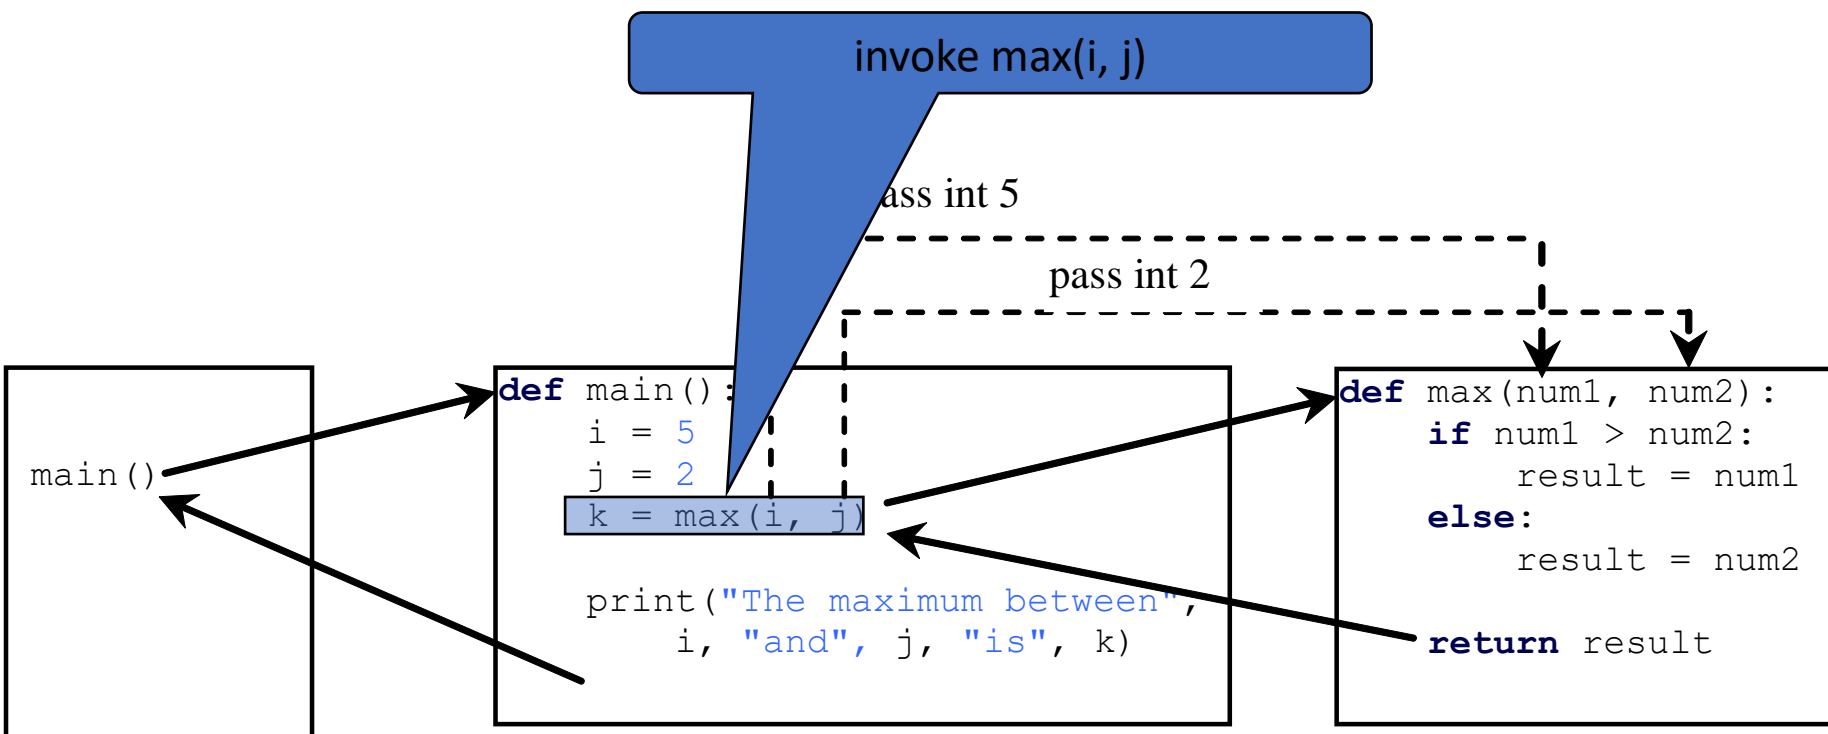 invoke max(i, j)
ass int 5
pass int 2
main()
def main():
    i = 5
    j = 2
    k = max(i, j)
    print("The maximum between",
        i, "and", j, "is", k)
def max(num1, num2):
    if num1 > num2:
        result = num1
    else:
        result = num2
    return result